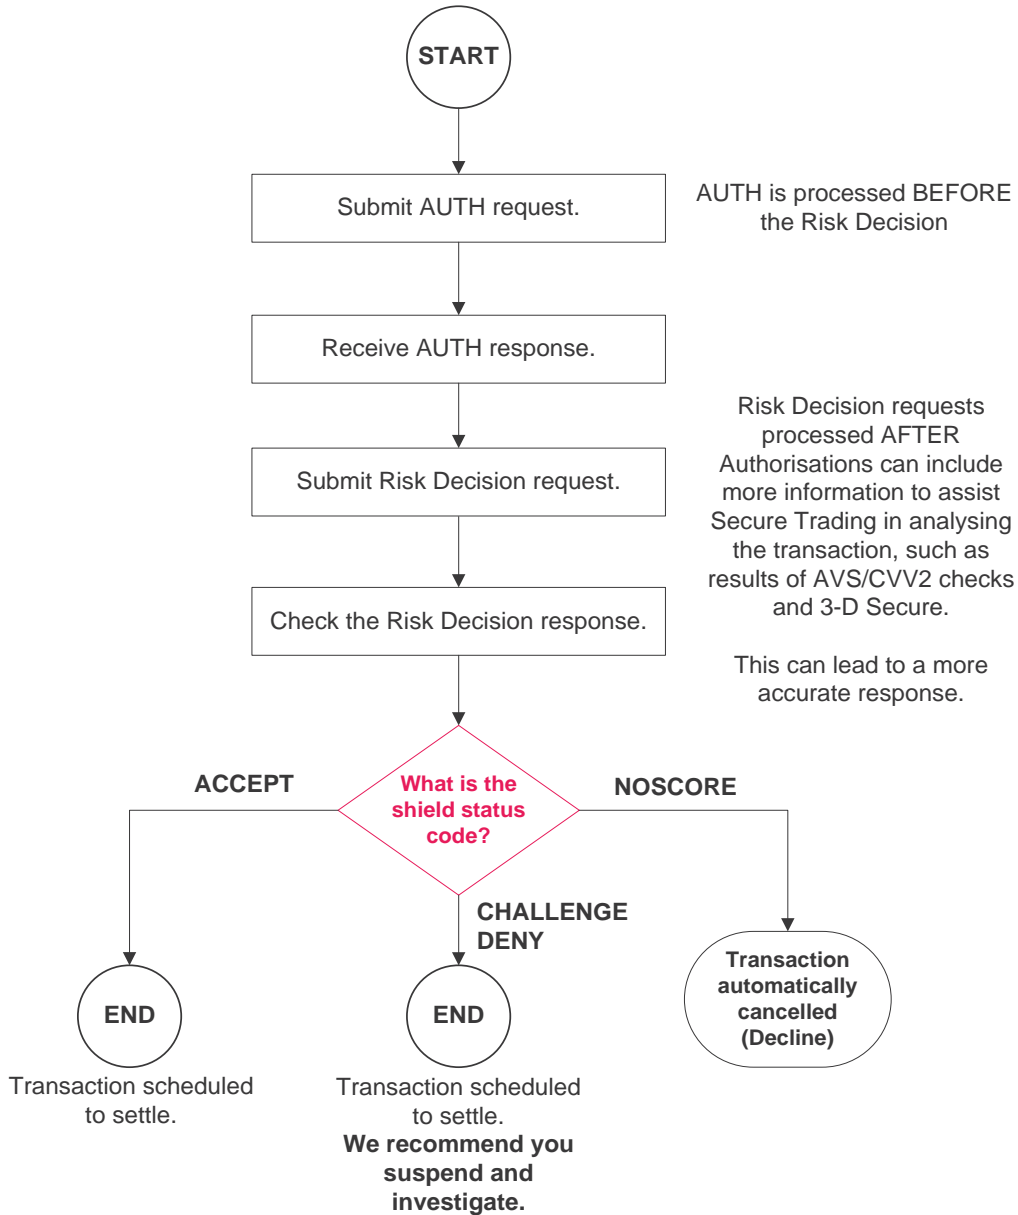 START
Submit AUTH request.
AUTH is processed BEFORE
the Risk Decision
Receive AUTH response.
Submit Risk Decision request.
Risk Decision requests
processed AFTER
Authorisations can include
more information to assist
Secure Trading in analysing
the transaction, such as
results of AVS/CVV2 checks
and 3-D Secure.
This can lead to a more
accurate response.
Check the Risk Decision response.
What is the
shield status
code?
ACCEPT
NOSCORE
CHALLENGE
DENY
END
Transaction scheduled
to settle.
END
Transaction scheduled
to settle.
We recommend you
suspend and
investigate.
Transaction
automatically
cancelled
(Decline)